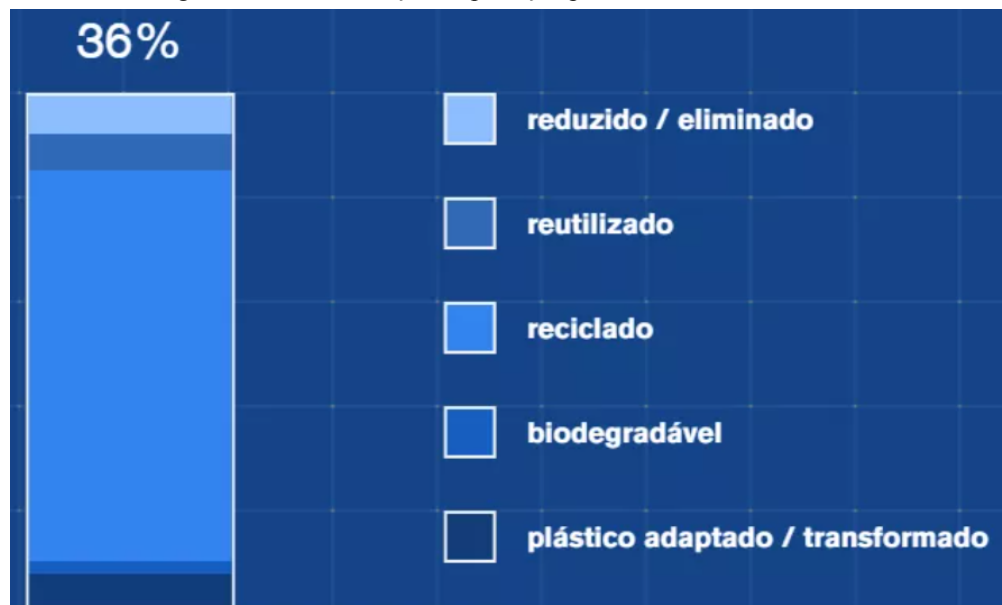 36%
reduzido / eliminado
reutilizado
reciclado
biodegradável
plástico adaptado / transformado